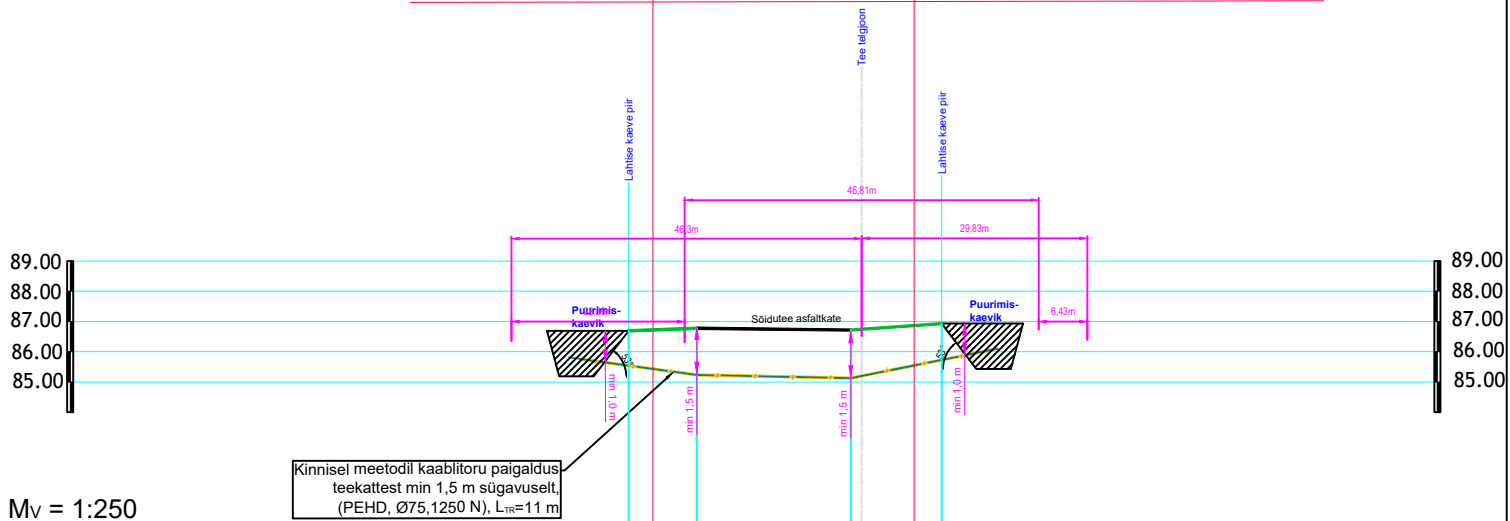 Tee telgjoon
Lahtise kaeve piir
Lahtise kaeve piir
46,81m
46,3m
29,83m
89.00
88.00
87.00
86.00
85.00
89.00
88.00
87.00
86.00
85.00
Puurimis-
kaevik
Sõidutee asfaltkate
Puurimis-
kaevik
6,43m
min 1,0 m
min 1,5 m
min 1,5 m
min 1,0 m
Kinnisel meetodil kaablitoru paigaldus
teekattest min 1,5 m sügavuselt,
(PEHD, Ø75,1250 N), LTR=11 m
MV = 1:250